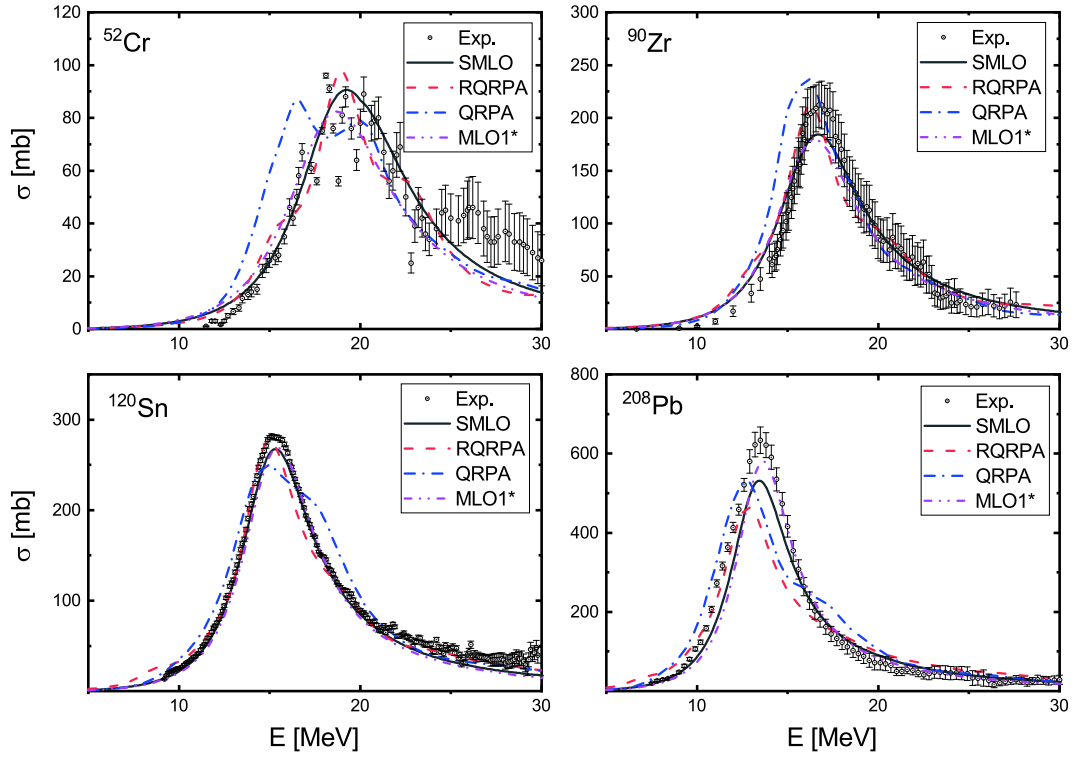 ⁵²Cr
Exp.
SMLO
RQRPA
QRPA
MLO1*
σ [mb]
120
100
80
60
40
20
0
10 20 30
⁹⁰Zr
Exp.
SMLO
RQRPA
QRPA
MLO1*
300
250
200
150
100
50
0
10 20 30
¹²⁰Sn
Exp.
SMLO
RQRPA
QRPA
MLO1*
σ [mb]
300
200
100
10 20 30
E [MeV]
²⁰⁸Pb
Exp.
SMLO
RQRPA
QRPA
MLO1*
800
600
400
200
0
10 20 30
E [MeV]